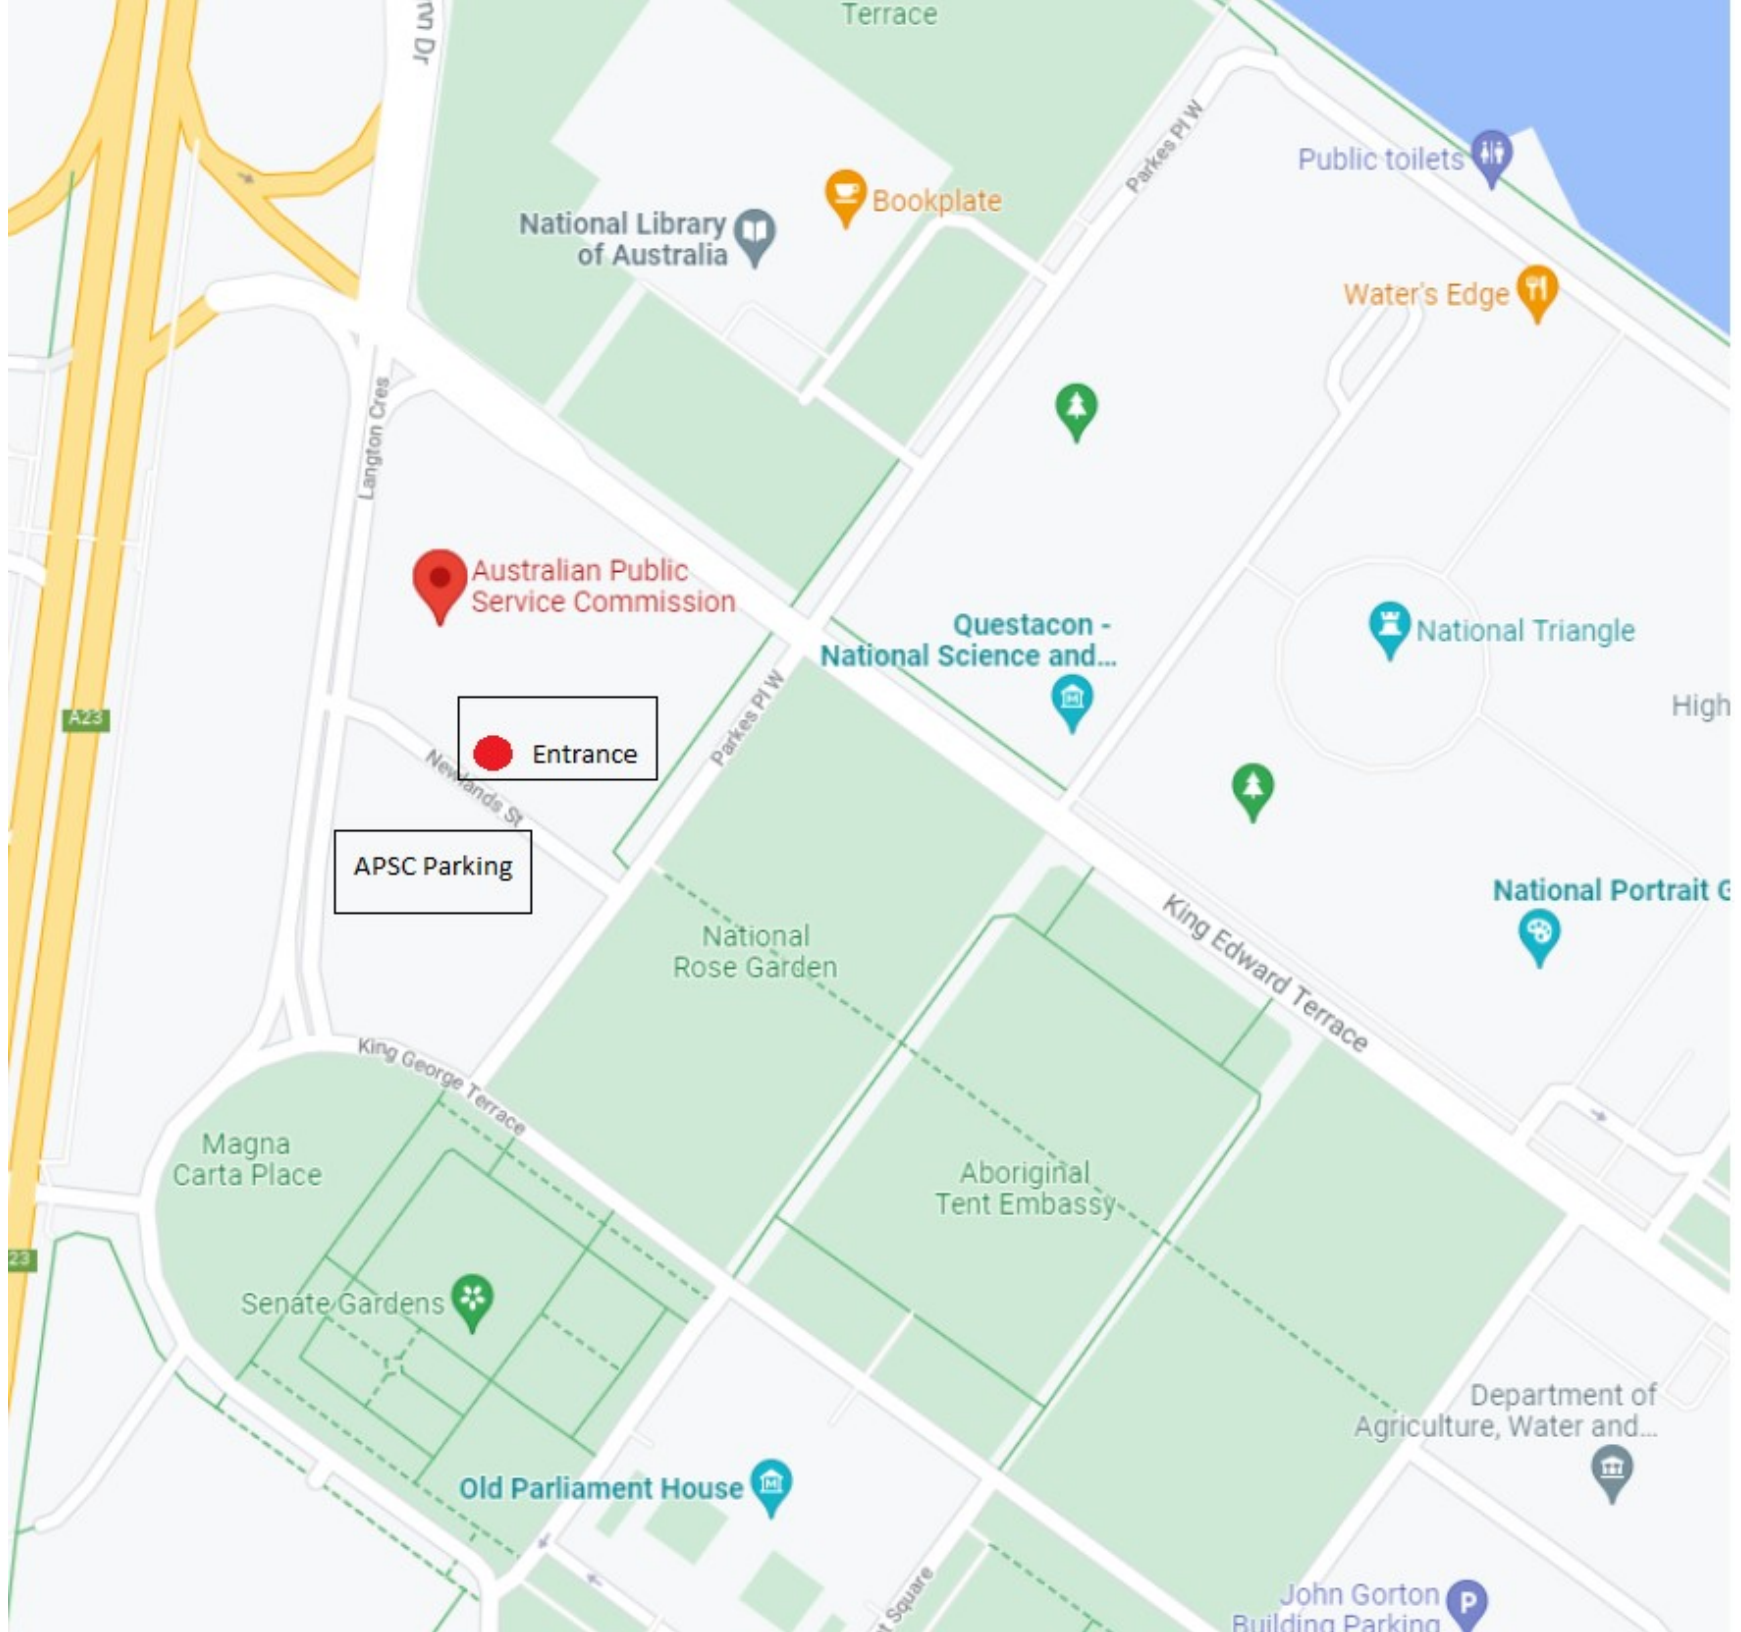 Terrace
nn Dr
Parkes Pl W
Public toilets
Bookplate
National Library
of Australia
Water's Edge
Langton Cres
Australian Public
Service Commission
Questacon -
National Science and...
National Triangle
High
A23
Parkes Pl W
Entrance
Newlands St
APSC Parking
National Portrait G
King Edward Terrace
National
Rose Garden
King George Terrace
Magna
Carta Place
Aboriginal
Tent Embassy
23
Senate Gardens
Department of
Agriculture, Water and...
Old Parliament House
t Square
John Gorton
Building Parking
P